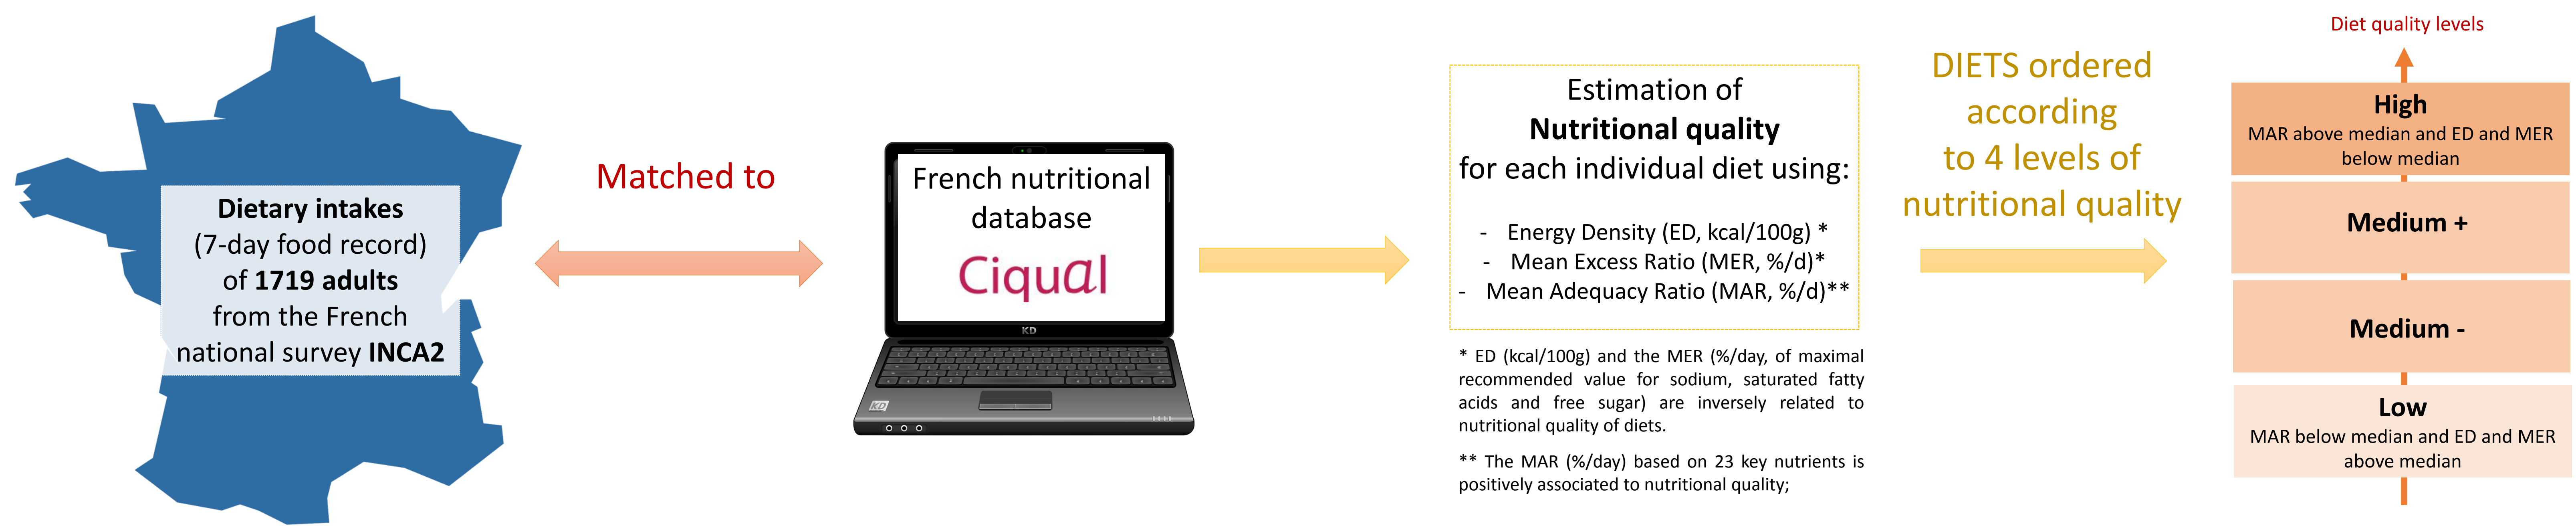 Dietary intakes
(7-day food record)
of 1719 adults
from the French
national survey INCA2
Matched to
French nutritional
database
Ciqual
KD
KD
Estimation of
Nutritional quality
for each individual diet using:
- Energy Density (ED, kcal/100g) *
- Mean Excess Ratio (MER, %/d)*
- Mean Adequacy Ratio (MAR, %/d)**
* ED (kcal/100g) and the MER (%/day, of maximal
recommended value for sodium, saturated fatty
acids and free sugar) are inversely related to
nutritional quality of diets.
** The MAR (%/day) based on 23 key nutrients is
positively associated to nutritional quality;
DIETS ordered
according
to 4 levels of
nutritional quality
Diet quality levels
High
MAR above median and ED and MER
below median
Medium +
Medium -
Low
MAR below median and ED and MER
above median